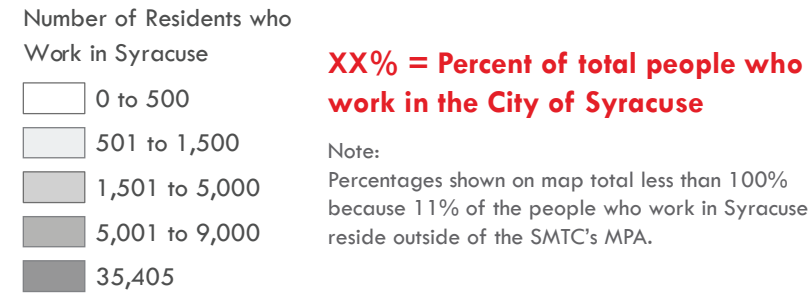 Number of Residents who
Work in Syracuse
0 to 500
501 to 1,500
1,501 to 5,000
5,001 to 9,000
35,405
XX% = Percent of total people who
work in the City of Syracuse
Note:
Percentages shown on map total less than 100%
because 11% of the people who work in Syracuse
reside outside of the SMTC's MPA.